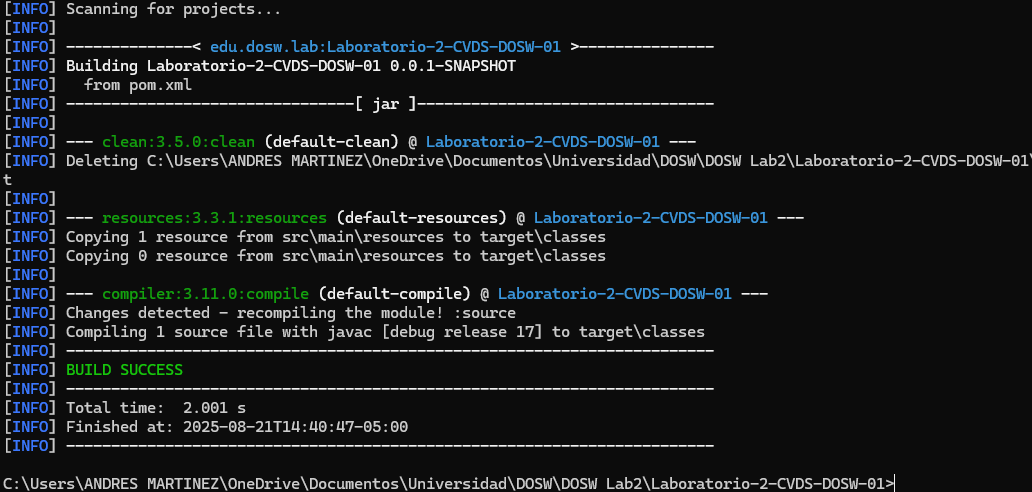 [INFO] Scanning for projects...
[INFO]
[INFO] --------------< edu.dosw.lab:Laboratorio-2-CVDS-DOSW-01 >---------------
[INFO] Building Laboratorio-2-CVDS-DOSW-01 0.0.1-SNAPSHOT
[INFO]   from pom.xml
[INFO] --------------------------------[ jar ]---------------------------------
[INFO]
[INFO] --- clean:3.5.0:clean (default-clean) @ Laboratorio-2-CVDS-DOSW-01 ---
[INFO] Deleting C:\Users\ANDRES MARTINEZ\OneDrive\Documentos\Universidad\DOSW\DOSW Lab2\Laboratorio-2-CVDS-DOSW-01\
t
[INFO]
[INFO] --- resources:3.3.1:resources (default-resources) @ Laboratorio-2-CVDS-DOSW-01 ---
[INFO] Copying 1 resource from src\main\resources to target\classes
[INFO] Copying 0 resource from src\main\resources to target\classes
[INFO]
[INFO] --- compiler:3.11.0:compile (default-compile) @ Laboratorio-2-CVDS-DOSW-01 ---
[INFO] Changes detected - recompiling the module! :source
[INFO] Compiling 1 source file with javac [debug release 17] to target\classes
[INFO] ------------------------------------------------------------------------
[INFO] BUILD SUCCESS
[INFO] ------------------------------------------------------------------------
[INFO] Total time:  2.001 s
[INFO] Finished at: 2025-08-21T14:40:47-05:00
[INFO] ------------------------------------------------------------------------
C:\Users\ANDRES MARTINEZ\OneDrive\Documentos\Universidad\DOSW\DOSW Lab2\Laboratorio-2-CVDS-DOSW-01>